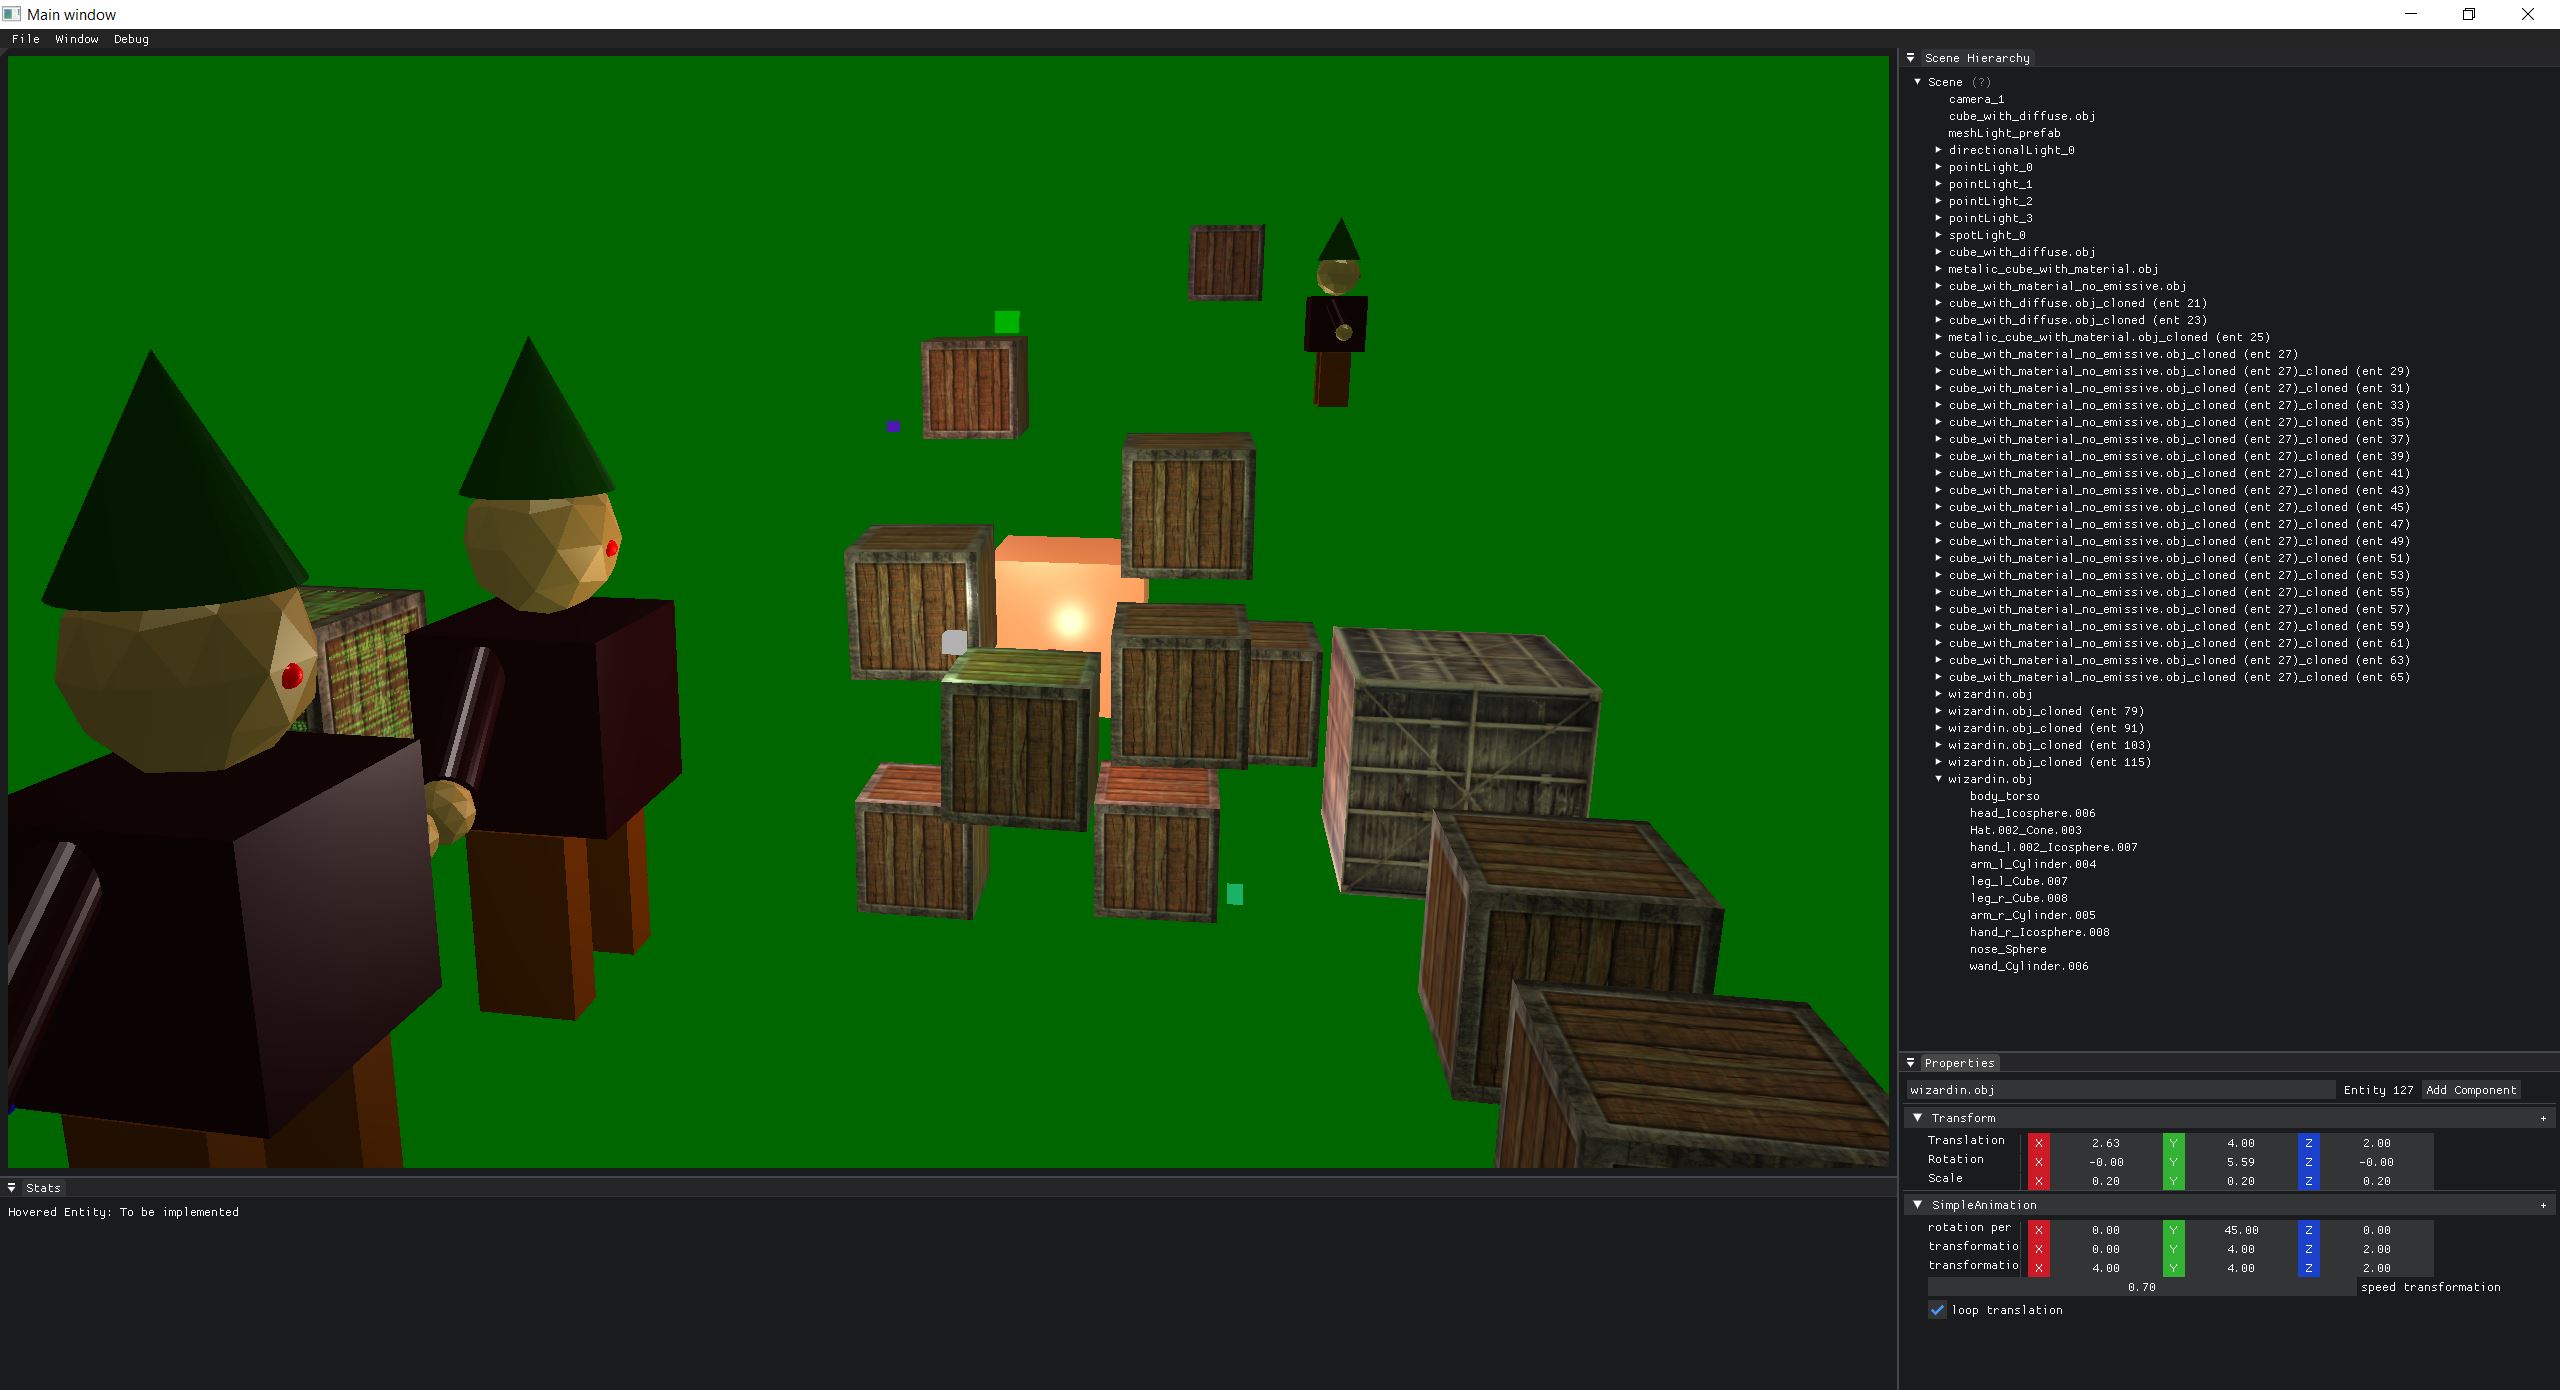 Main window
File Window Debug
Scene Hierarchy
Scene (?)
camera_1
cube_with_diffuse.obj
meshLight_prefab
directionalLight_0
pointLight_0
pointLight_1
pointLight_2
pointLight_3
spotLight_0
cube_with_diffuse.obj
metalic_cube_with_material.obj
cube_with_material_no_emissive.obj
cube_with_diffuse.obj_cloned (ent 21)
cube_with_diffuse.obj_cloned (ent 23)
metalic_cube_with_material.obj_cloned (ent 25)
cube_with_material_no_emissive.obj_cloned (ent 27)
cube_with_material_no_emissive.obj_cloned (ent 27)_cloned (ent 29)
cube_with_material_no_emissive.obj_cloned (ent 27)_cloned (ent 31)
cube_with_material_no_emissive.obj_cloned (ent 27)_cloned (ent 33)
cube_with_material_no_emissive.obj_cloned (ent 27)_cloned (ent 35)
cube_with_material_no_emissive.obj_cloned (ent 27)_cloned (ent 37)
cube_with_material_no_emissive.obj_cloned (ent 27)_cloned (ent 39)
cube_with_material_no_emissive.obj_cloned (ent 27)_cloned (ent 41)
cube_with_material_no_emissive.obj_cloned (ent 27)_cloned (ent 43)
cube_with_material_no_emissive.obj_cloned (ent 27)_cloned (ent 45)
cube_with_material_no_emissive.obj_cloned (ent 27)_cloned (ent 47)
cube_with_material_no_emissive.obj_cloned (ent 27)_cloned (ent 49)
cube_with_material_no_emissive.obj_cloned (ent 27)_cloned (ent 51)
cube_with_material_no_emissive.obj_cloned (ent 27)_cloned (ent 53)
cube_with_material_no_emissive.obj_cloned (ent 27)_cloned (ent 55)
cube_with_material_no_emissive.obj_cloned (ent 27)_cloned (ent 57)
cube_with_material_no_emissive.obj_cloned (ent 27)_cloned (ent 59)
cube_with_material_no_emissive.obj_cloned (ent 27)_cloned (ent 61)
cube_with_material_no_emissive.obj_cloned (ent 27)_cloned (ent 63)
cube_with_material_no_emissive.obj_cloned (ent 27)_cloned (ent 65)
wizardin.obj
wizardin.obj_cloned (ent 79)
wizardin.obj_cloned (ent 91)
wizardin.obj_cloned (ent 103)
wizardin.obj_cloned (ent 115)
wizardin.obj
body_torso
head_Icosphere.006
Hat.002_Cone.003
hand_l.002_Icosphere.007
arm_l_Cylinder.004
leg_l_Cube.007
leg_r_Cube.008
arm_r_Cylinder.005
hand_r_Icosphere.008
nose_Sphere
wand_Cylinder.006
Properties
wizardin.obj Entity 127 Add Component
Transform +
Translation X 2.63 Y 4.00 Z 2.00
Rotation X -0.00 Y 5.59 Z -0.00
Scale X 0.20 Y 0.20 Z 0.20
SimpleAnimation +
rotation per X 0.00 Y 45.00 Z 0.00
transformatio X 0.00 Y 4.00 Z 2.00
transformatio X 4.00 Y 4.00 Z 2.00
0.70 speed transformation
loop translation
Stats
Hovered Entity: To be implemented